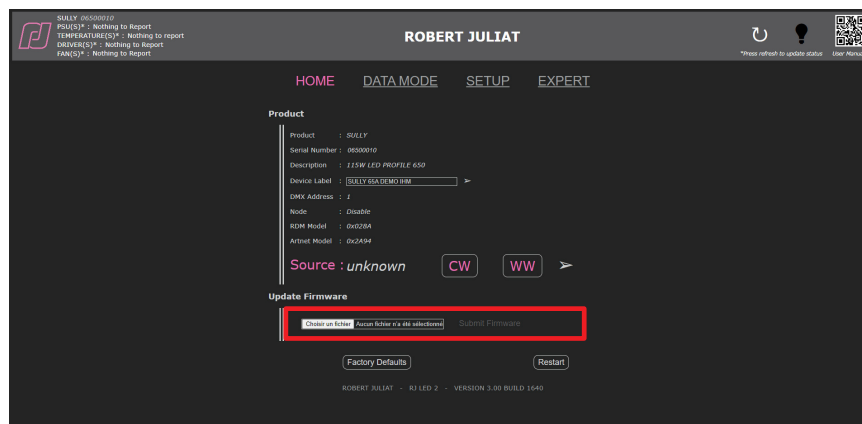 SULLY 06500010
PSU(S)* : Nothing to Report
TEMPERATURE(S)* : Nothing to report
DRIVER(S)* : Nothing to Report
FAN(S)* : Nothing to Report
ROBERT JULIAT
*Press refresh to update status
User Manua
HOME DATA MODE SETUP EXPERT
Product
Product : SULLY
Serial Number : 06500010
Description : 115W LED PROFILE 650
Device Label : SULLY 65A DEMO IHM
DMX Address : 1
Node : Disable
RDM Model : 0x028A
Artnet Model : 0x2A94
Source : unknown CW WW
Update Firmware
Choisir un fichier Aucun fichier n'a été sélectionné Submit Firmware
Factory Defaults Restart
ROBERT JULIAT - RJ LED 2 - VERSION 3.00 BUILD 1640